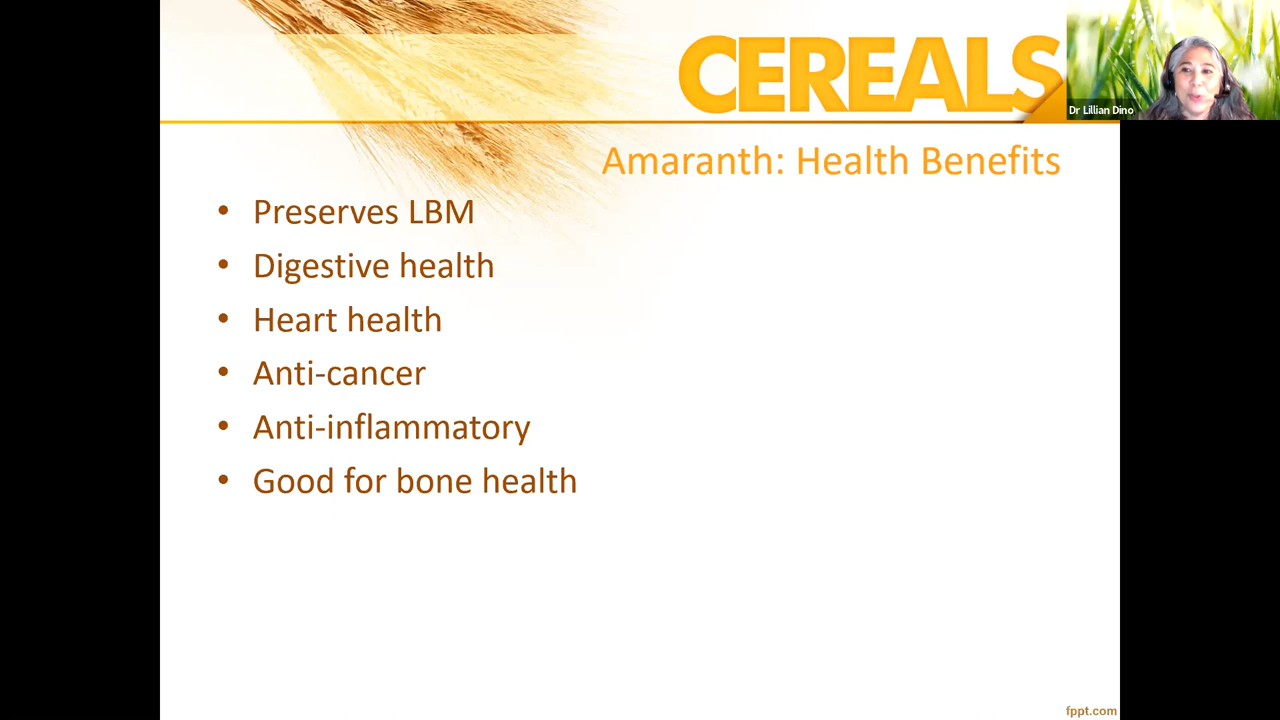 CEREALS
Dr Lillian Dino
Amaranth: Health Benefits
• Preserves LBM
• Digestive health
• Heart health
• Anti-cancer
• Anti-inflammatory
• Good for bone health
fppt.com